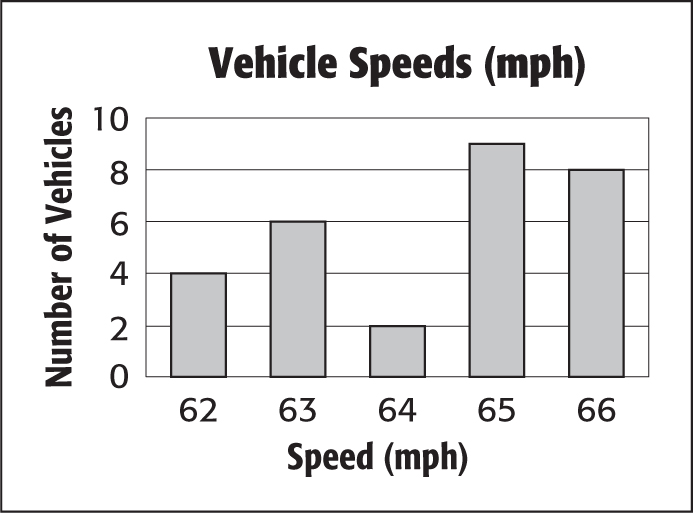 Vehicle Speeds (mph)
Number of Vehicles
10
8
6
4
2
0
62 63 64 65 66
Speed (mph)